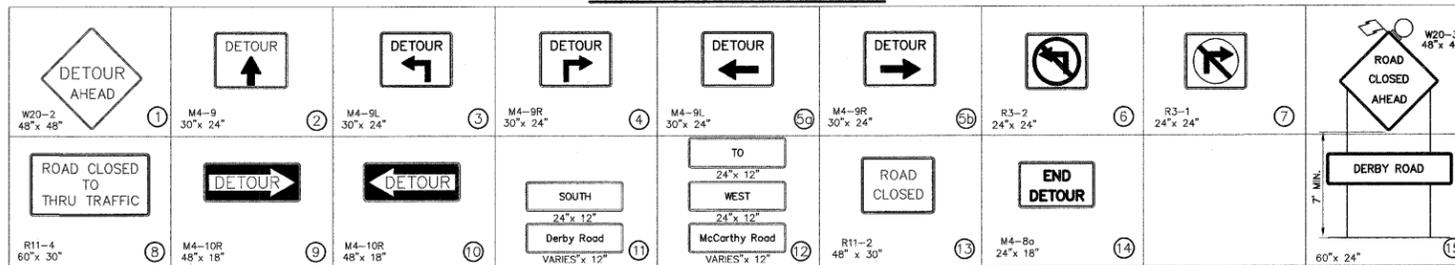 DETOUR
AHEAD
W20-2
48"x 48"
1
DETOUR
M4-9
30"x 24"
2
DETOUR
M4-9L
30"x 24"
3
DETOUR
M4-9R
30"x 24"
4
DETOUR
M4-9L
30"x 24"
5a
DETOUR
M4-9R
30"x 24"
5b
R3-2
24"x 24"
6
R3-1
24"x 24"
7
ROAD
CLOSED
AHEAD
48"x 4
DERBY ROAD
7' MIN.
60"x 24"
15
ROAD CLOSED
TO
THRU TRAFFIC
R11-4
60"x 30"
8
DETOUR
M4-10R
48"x 18"
9
DETOUR
M4-10R
48"x 18"
10
SOUTH
24"x 12"
Derby Road
VARIES"x 12"
11
TO
24"x 12"
WEST
24"x 12"
McCarthy Road
VARIES"x 12"
12
ROAD
CLOSED
R11-2
48" x 30"
13
END
DETOUR
M4-8a
24"x 18"
14